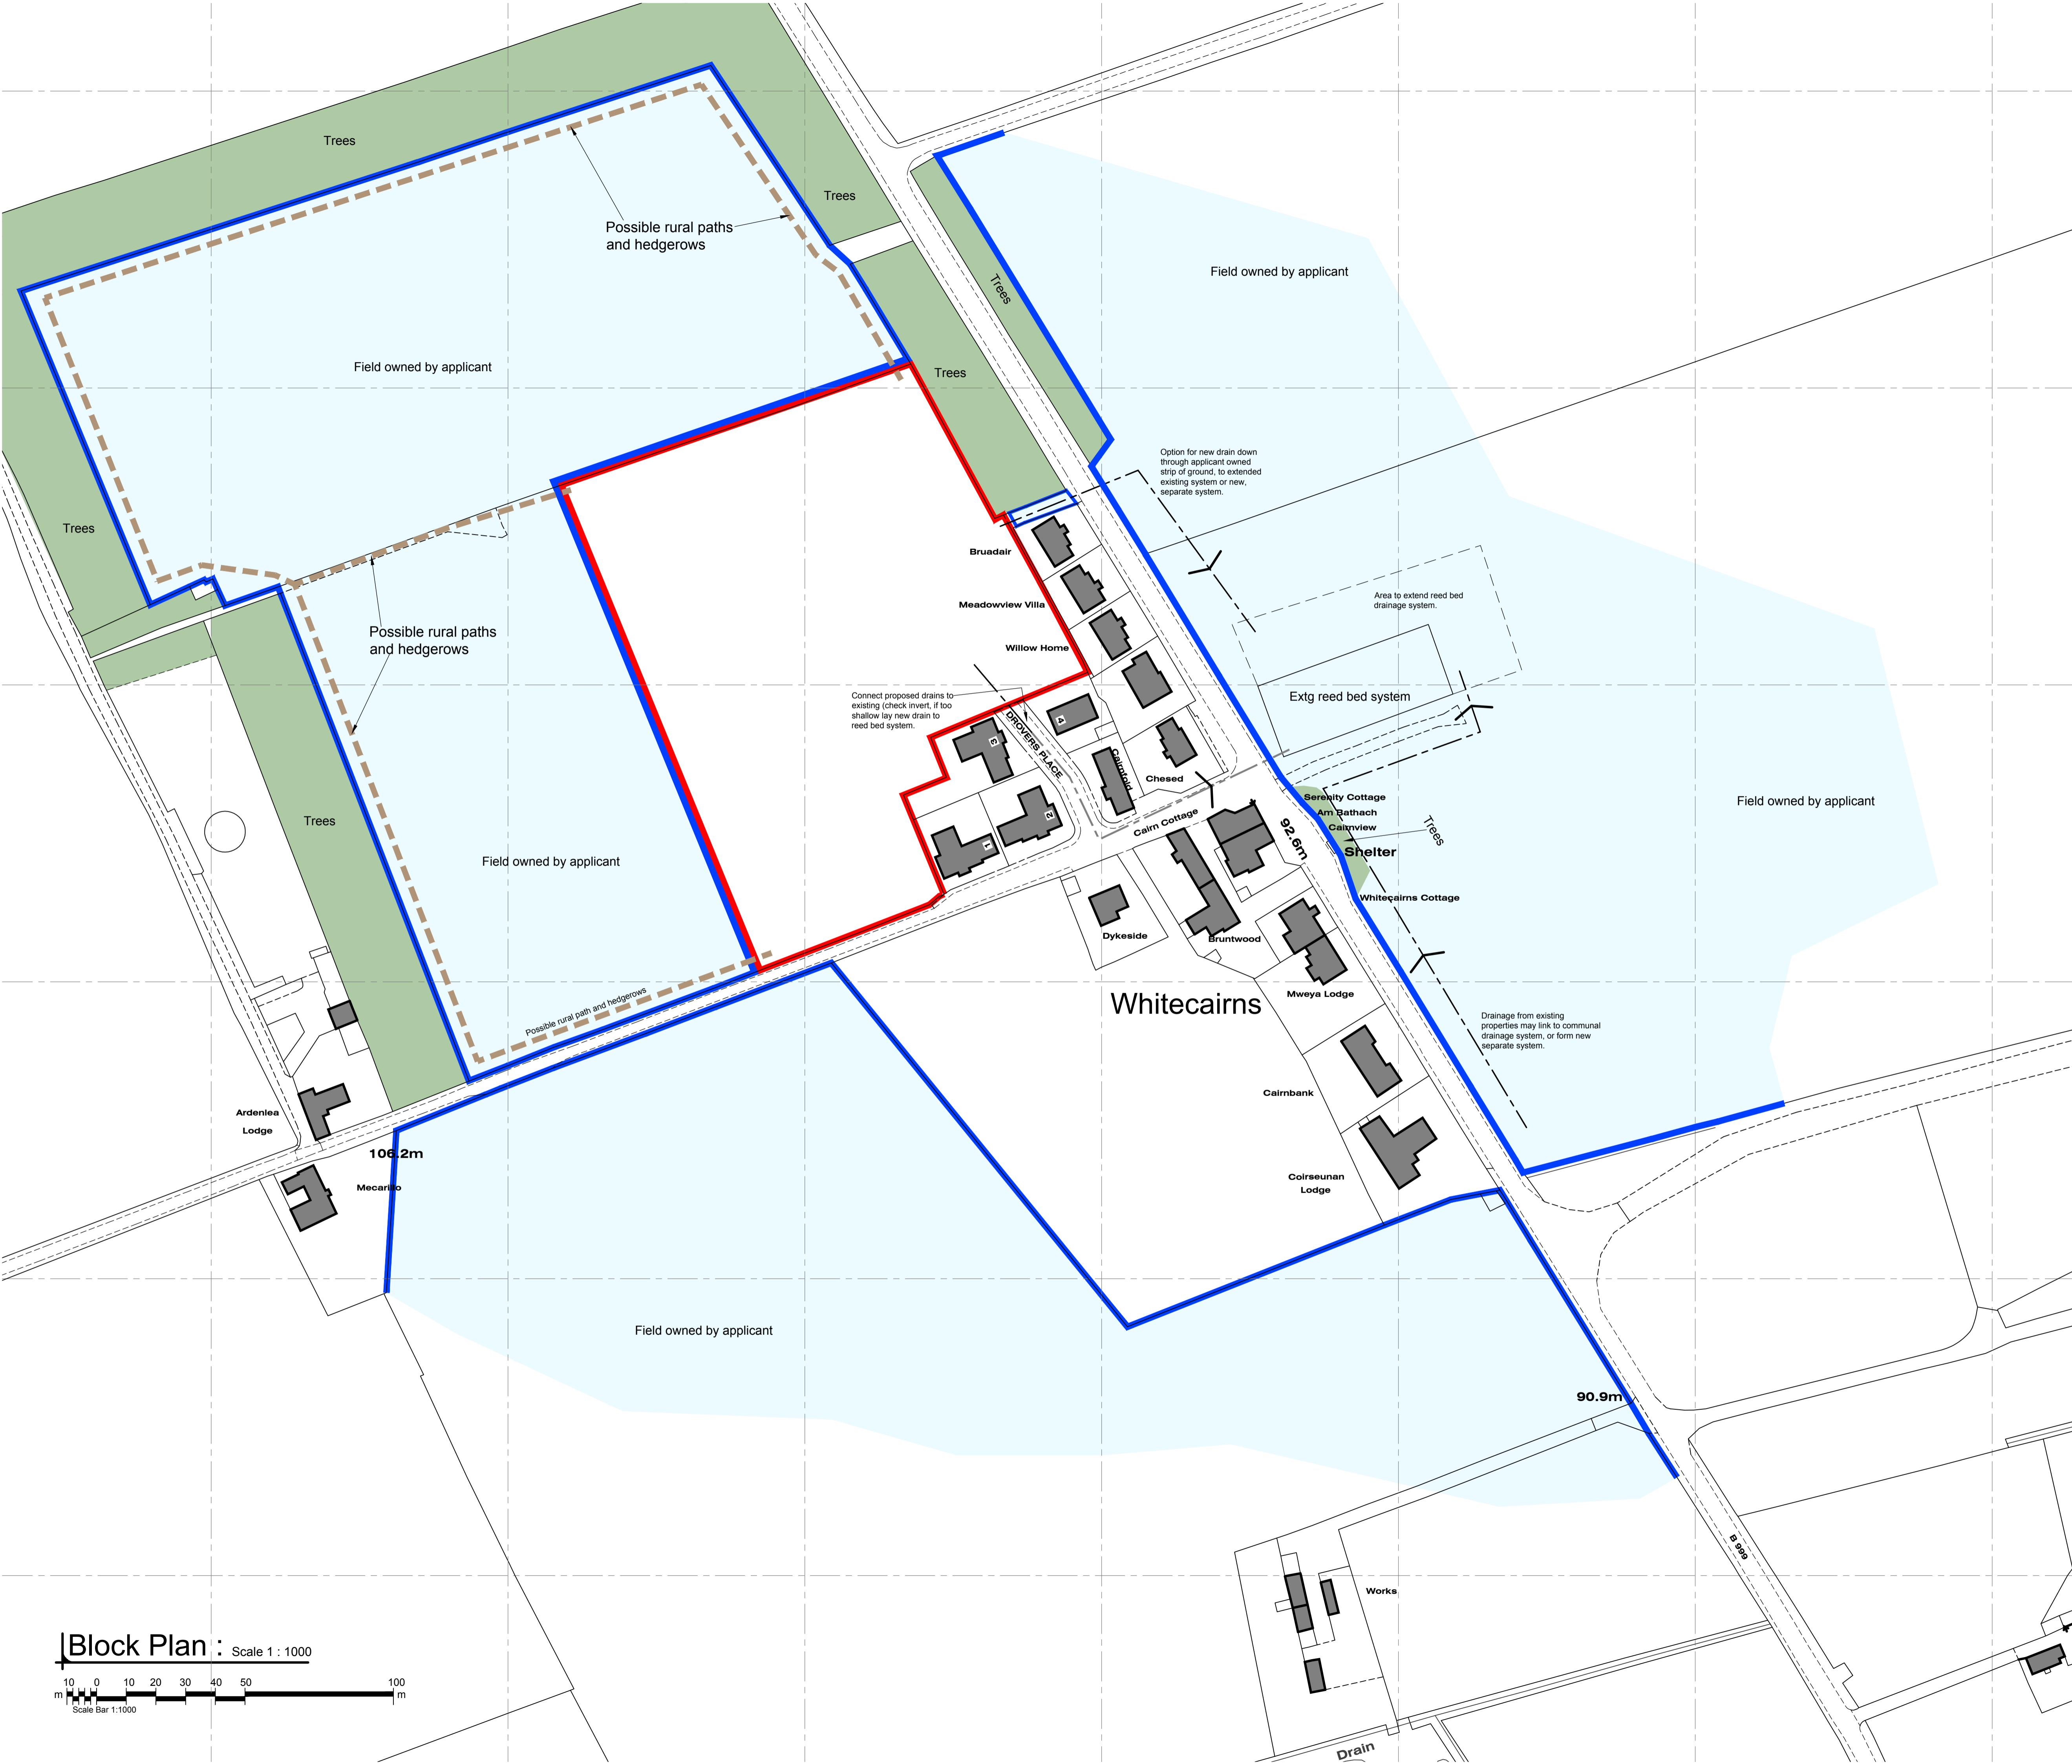 Trees
Trees
Possible rural paths
and hedgerows
Field owned by applicant
Trees
Field owned by applicant
Trees
Option for new drain down
through applicant owned
strip of ground, to extended
existing system or new,
separate system.
Trees
Bruadair
Meadowview Villa
Area to extend reed bed
drainage system.
Possible rural paths
and hedgerows
Willow Home
Connect proposed drains to
existing (check invert, if too
shallow lay new drain to
reed bed system.
Extg reed bed system
DROVERS PLACE
4
3
Cairnfold
Chesed
Serenity Cottage
Am Bathach
Cairnview
Trees
Field owned by applicant
Trees
Field owned by applicant
2
1
Cairn Cottage
92.6m
Shelter
Whitecairns Cottage
Dykeside
Bruntwood
Mweya Lodge
Whitecairns
Possible rural path and hedgerows
Drainage from existing
properties may link to communal
drainage system, or form new
separate system.
Cairnbank
Ardenlea
Lodge
106.2m
Mecarillo
Coirseunan
Lodge
Field owned by applicant
90.9m
B 999
Works
Block Plan : Scale 1 : 1000
10 0 10 20 30 40 50 100
m m
Scale Bar 1:1000
Drain